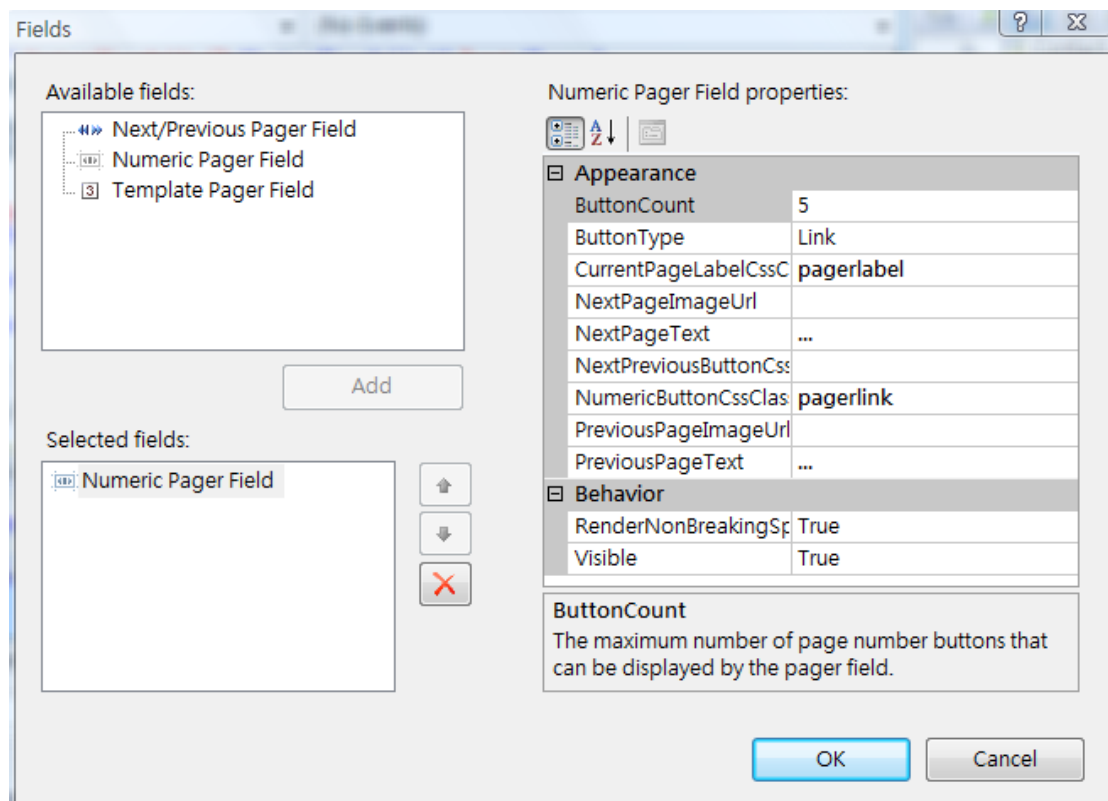 Fields
Available fields:
Next/Previous Pager Field
Numeric Pager Field
3 Template Pager Field
Add
Selected fields:
Numeric Pager Field
Numeric Pager Field properties:
Appearance
ButtonCount 5
ButtonType Link
CurrentPageLabelCssC pagerlabel
NextPageImageUrl
NextPageText ...
NextPreviousButtonCss
NumericButtonCssClas pagerlink
PreviousPageImageUrl
PreviousPageText ...
Behavior
RenderNonBreakingSp True
Visible True
ButtonCount
The maximum number of page number buttons that
can be displayed by the pager field.
OK Cancel